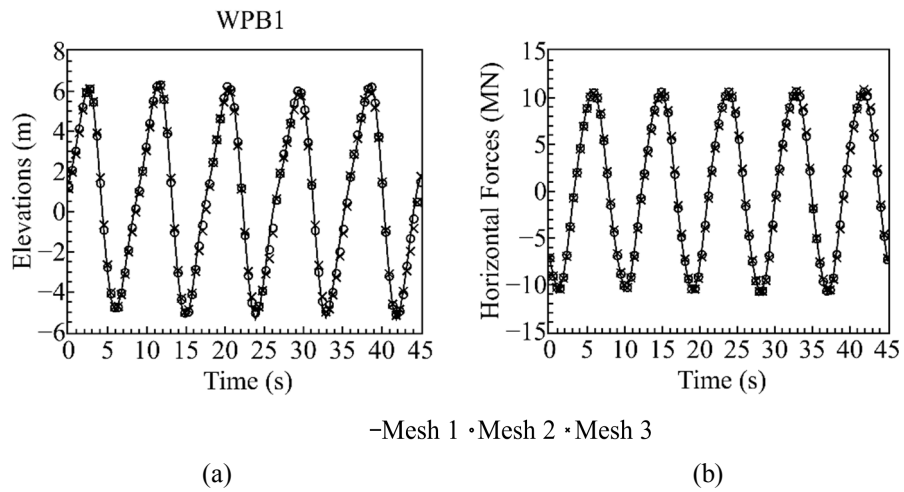 WPB1
8
6
4
2
0
−2
−4
−6
Elevations (m)
0 5 10 15 20 25 30 35 40 45
Time (s)
15
10
5
0
−5
−10
−15
Horizontal Forces (MN)
0 5 10 15 20 25 30 35 40 45
Time (s)
Mesh 1 Mesh 2 Mesh 3
(a) (b)